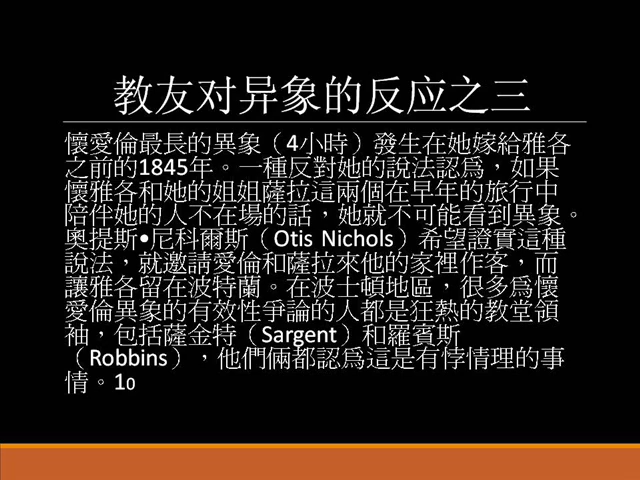 教友对异象的反应之三
懷愛倫最長的異象（4小時）發生在她嫁給雅各
之前的1845年。一種反對她的說法認爲，如果
懷雅各和她的姐姐薩拉這兩個在早年的旅行中
陪伴她的人不在場的話，她就不可能看到異象。
奧提斯•尼科爾斯（Otis Nichols）希望證實這種
說法，就邀請愛倫和薩拉來他的家裡作客，而
讓雅各留在波特蘭。在波士頓地區，很多爲懷
愛倫異象的有效性爭論的人都是狂熱的教堂領
袖，包括薩金特（Sargent）和羅賓斯
（Robbins），他們倆都認爲這是有悖情理的事
情。10